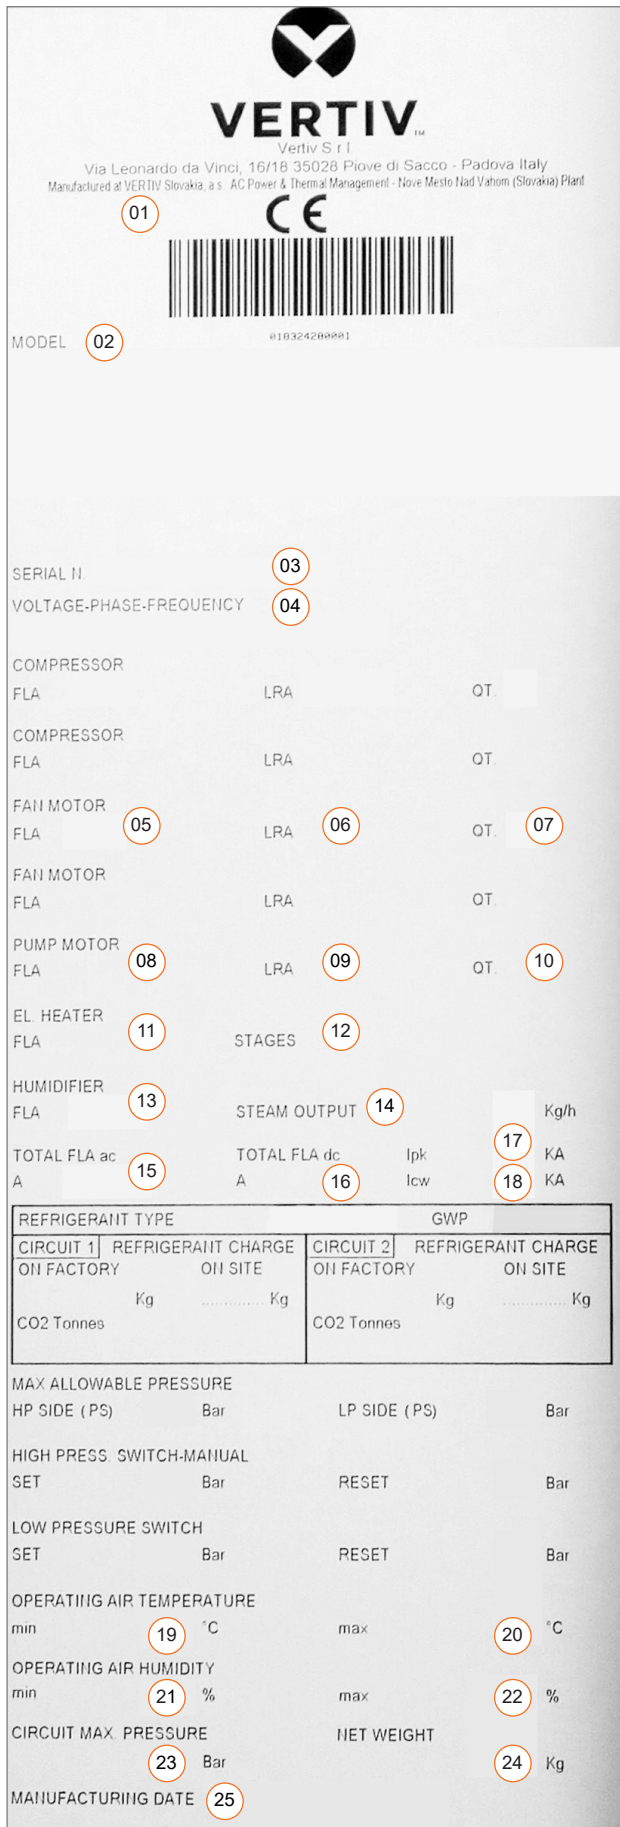 VERTIV™
Vertiv S.r.l
Via Leonardo da Vinci, 16/18 35028 Piove di Sacco - Padova Italy
Manufactured at VERTIV Slovakia, a.s. AC Power & Thermal Management - Nove Mesto Nad Vahom (Slovakia) Plant
01 CE
010324280001
MODEL 02
SERIAL N. 03
VOLTAGE-PHASE-FREQUENCY 04
COMPRESSOR
FLA LRA QT.
COMPRESSOR
FLA LRA QT.
FAN MOTOR
FLA 05 LRA 06 QT. 07
FAN MOTOR
FLA LRA QT.
PUMP MOTOR
FLA 08 LRA 09 QT. 10
EL. HEATER
FLA 11 STAGES 12
HUMIDIFIER
FLA 13 STEAM OUTPUT 14 Kg/h
TOTAL FLA ac TOTAL FLA dc Ipk 17 KA
A 15 A 16 Icw 18 KA
REFRIGERANT TYPE GWP
CIRCUIT 1 REFRIGERANT CHARGE CIRCUIT 2 REFRIGERANT CHARGE
ON FACTORY ON SITE ON FACTORY ON SITE
Kg .............. Kg Kg .............. Kg
CO2 Tonnes CO2 Tonnes
MAX ALLOWABLE PRESSURE
HP SIDE (PS) Bar LP SIDE (PS) Bar
HIGH PRESS. SWITCH-MANUAL
SET Bar RESET Bar
LOW PRESSURE SWITCH
SET Bar RESET Bar
OPERATING AIR TEMPERATURE
min 19 °C max 20 °C
OPERATING AIR HUMIDITY
min 21 % max 22 %
CIRCUIT MAX. PRESSURE NET WEIGHT
23 Bar 24 Kg
MANUFACTURING DATE 25